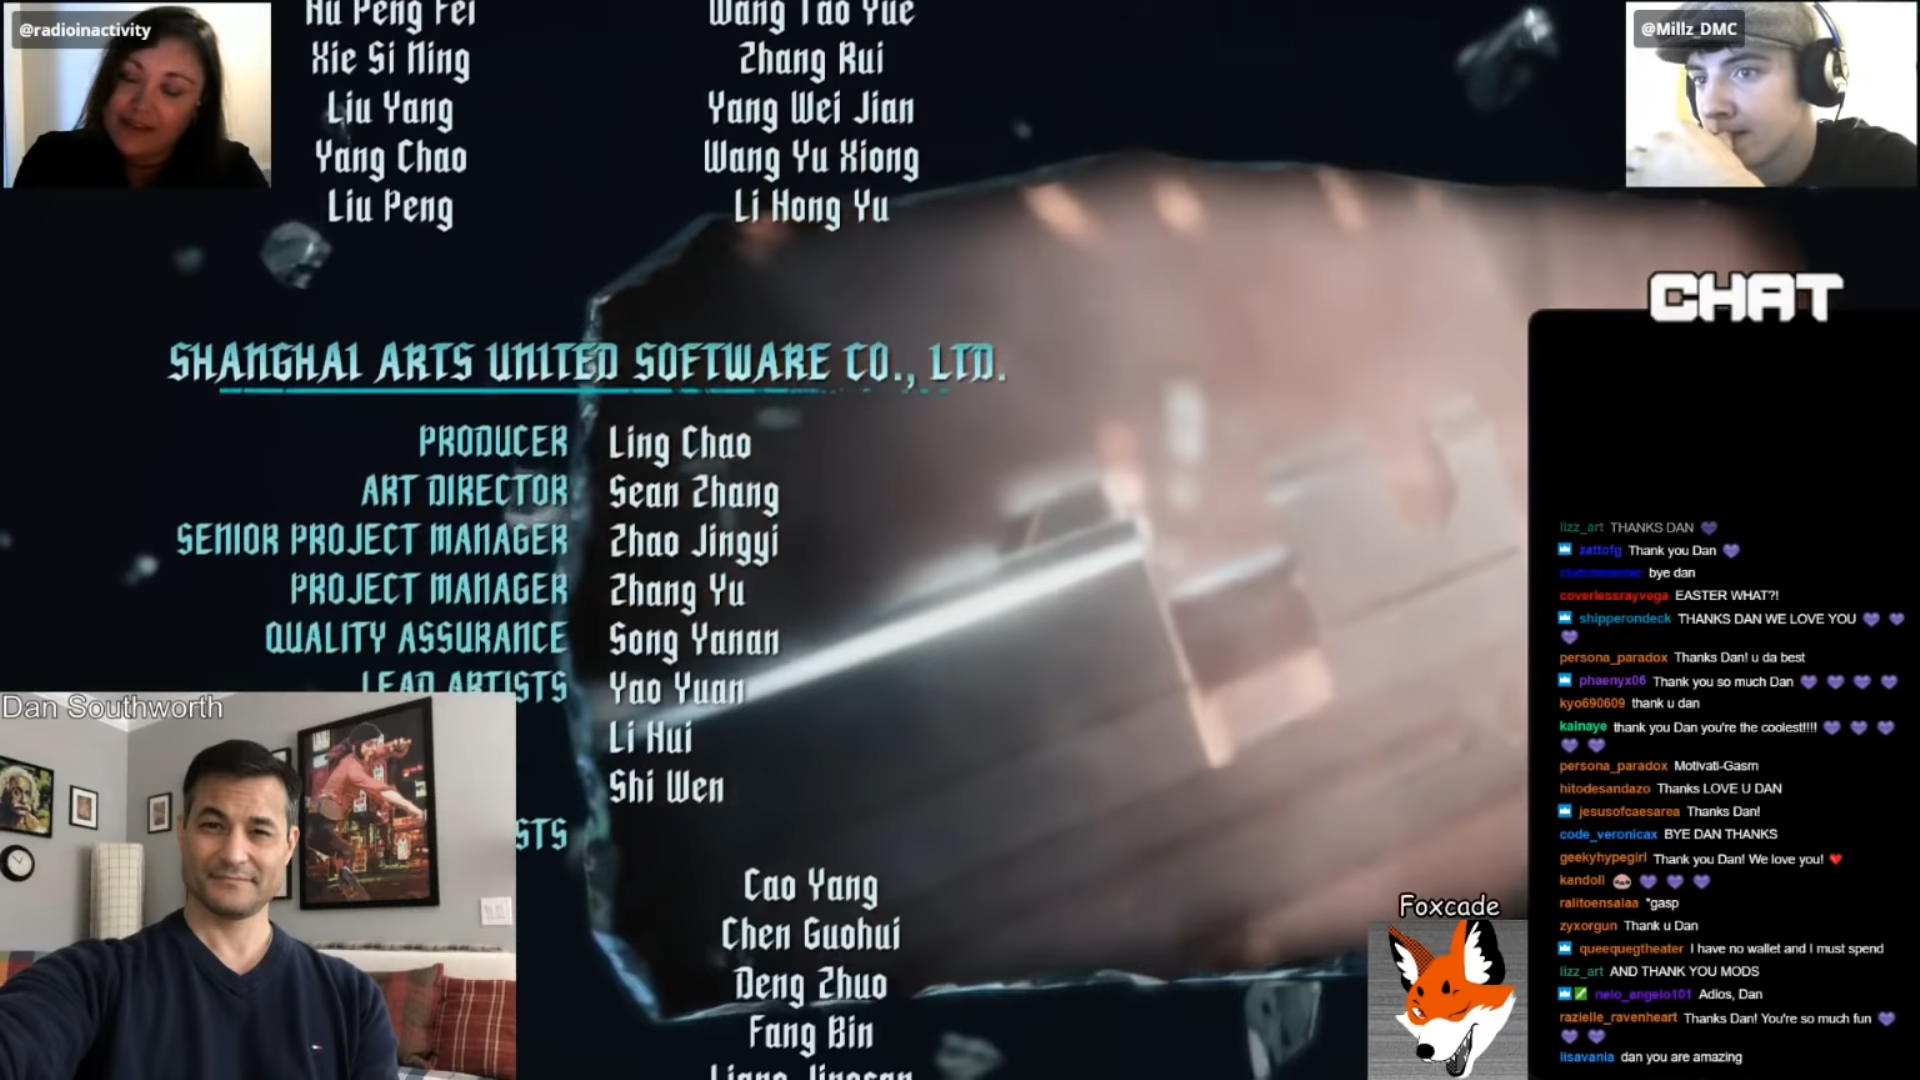 @radioinactivity
@Millz_DMC
Hu Peng Fei
Wang Tao Yue
Xie Si Ning
Zhang Rui
Liu Yang
Yang Wei Jian
Yang Chao
Wang Yu Xiong
Liu Peng
Li Hong Yu
SHANGHAI ARTS UNITED SOFTWARE CO., LTD.
PRODUCER Ling Chao
ART DIRECTOR Sean Zhang
SENIOR PROJECT MANAGER Zhao Jingyi
PROJECT MANAGER Zhang Yu
QUALITY ASSURANCE Song Yanan
LEAD ARTISTS Yao Yuan
Li Hui
Shi Wen
STS
Cao Yang
Chen Guohui
Deng Zhuo
Fang Bin
Dan Southworth
Foxcade
CHAT
lizz_art THANKS DAN
zattofg Thank you Dan
bye dan
coverlessrayvega EASTER WHAT?!
shipperondeck THANKS DAN WE LOVE YOU
persona_paradox Thanks Dan! u da best
phaenyx06 Thank you so much Dan
kyo690609 thank u dan
kainaye thank you Dan you're the coolest!!!!
persona_paradox Motivati-Gasm
hitodesandazo Thanks LOVE U DAN
jesusofcaesarea Thanks Dan!
code_veronicax BYE DAN THANKS
geekyhypegirl Thank you Dan! We love you!
kandoll
ralitoensalaa *gasp
zyxorgun Thank u Dan
queequegtheater I have no wallet and I must spend
lizz_art AND THANK YOU MODS
nelo_angelo101 Adios, Dan
razielle_ravenheart Thanks Dan! You're so much fun
lisavania dan you are amazing